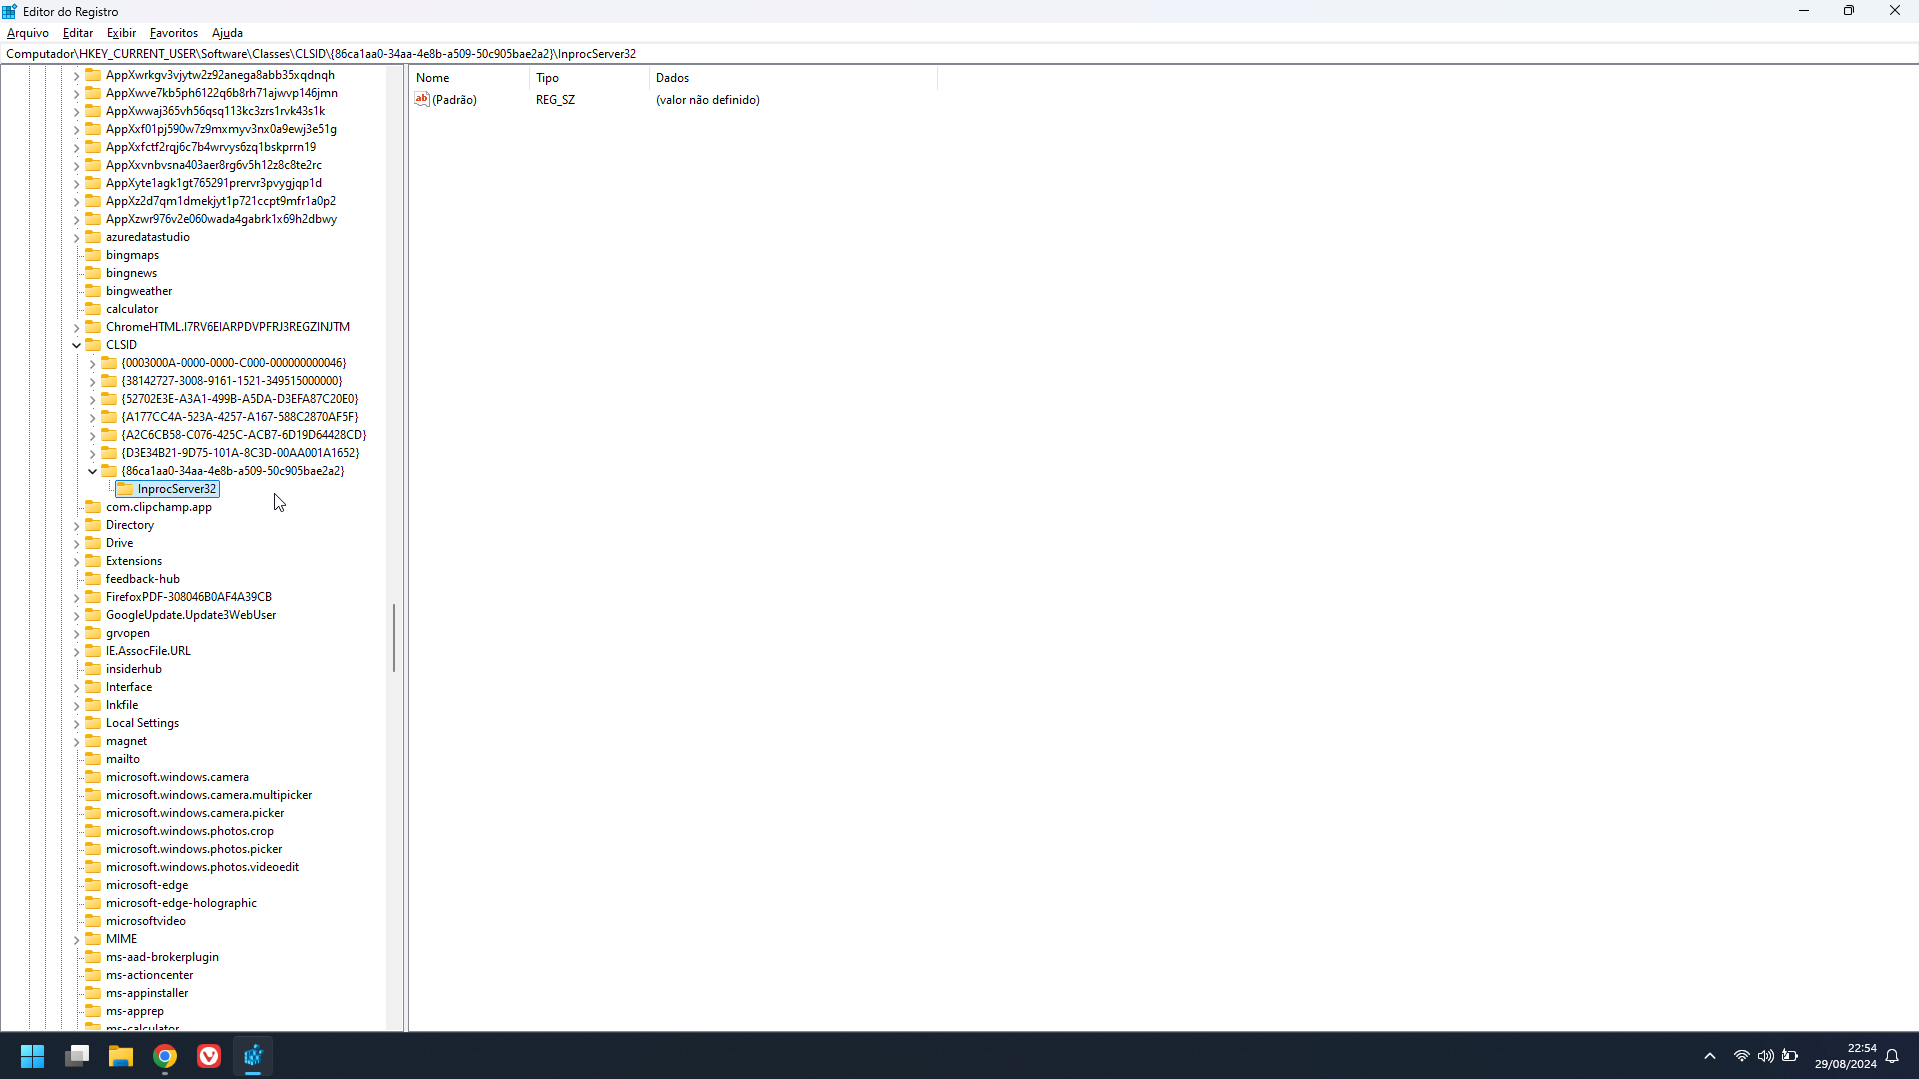 Editor do Registro
Arquivo Editar Exibir Favoritos Ajuda
Computador\HKEY_CURRENT_USER\Software\Classes\CLSID\{86ca1aa0-34aa-4e8b-a509-50c905bae2a2}\InprocServer32
AppXwrkgv3vjytw2z92anega8abb35xqdnqh
AppXwve7kb5ph6122q6b8rh71ajwvp146jmn
AppXwwaj365vh56qsq113kc3zrs1rvk43s1k
AppXxf01pj590w7z9mxmyv3nx0a9ewj3e51g
AppXxfctf2rqj6c7b4wrvys6zq1bskprrn19
AppXxvnbvsna403aer8rg6v5h12z8c8te2rc
AppXyte1agk1gt765291prervr3pvygjqp1d
AppXz2d7qm1dmekjyt1p721ccpt9mfr1a0p2
AppXzwr976v2e060wada4gabrk1x69h2dbwy
azuredatastudio
bingmaps
bingnews
bingweather
calculator
ChromeHTML.I7RV6EIARPDVPFRJ3REGZINJTM
CLSID
{0003000A-0000-0000-C000-000000000046}
{38142727-3008-9161-1521-349515000000}
{52702E3E-A3A1-499B-A5DA-D3EFA87C20E0}
{A177CC4A-523A-4257-A167-588C2870AF5F}
{A2C6CB58-C076-425C-ACB7-6D19D64428CD}
{D3E34B21-9D75-101A-8C3D-00AA001A1652}
{86ca1aa0-34aa-4e8b-a509-50c905bae2a2}
InprocServer32
com.clipchamp.app
Directory
Drive
Extensions
feedback-hub
FirefoxPDF-308046B0AF4A39CB
GoogleUpdate.Update3WebUser
grvopen
IE.AssocFile.URL
insiderhub
Interface
lnkfile
Local Settings
magnet
mailto
microsoft.windows.camera
microsoft.windows.camera.multipicker
microsoft.windows.camera.picker
microsoft.windows.photos.crop
microsoft.windows.photos.picker
microsoft.windows.photos.videoedit
microsoft-edge
microsoft-edge-holographic
microsoftvideo
MIME
ms-aad-brokerplugin
ms-actioncenter
ms-appinstaller
ms-apprep
ms-calculator
Nome Tipo Dados
(Padrão) REG_SZ (valor não definido)
22:54
29/08/2024